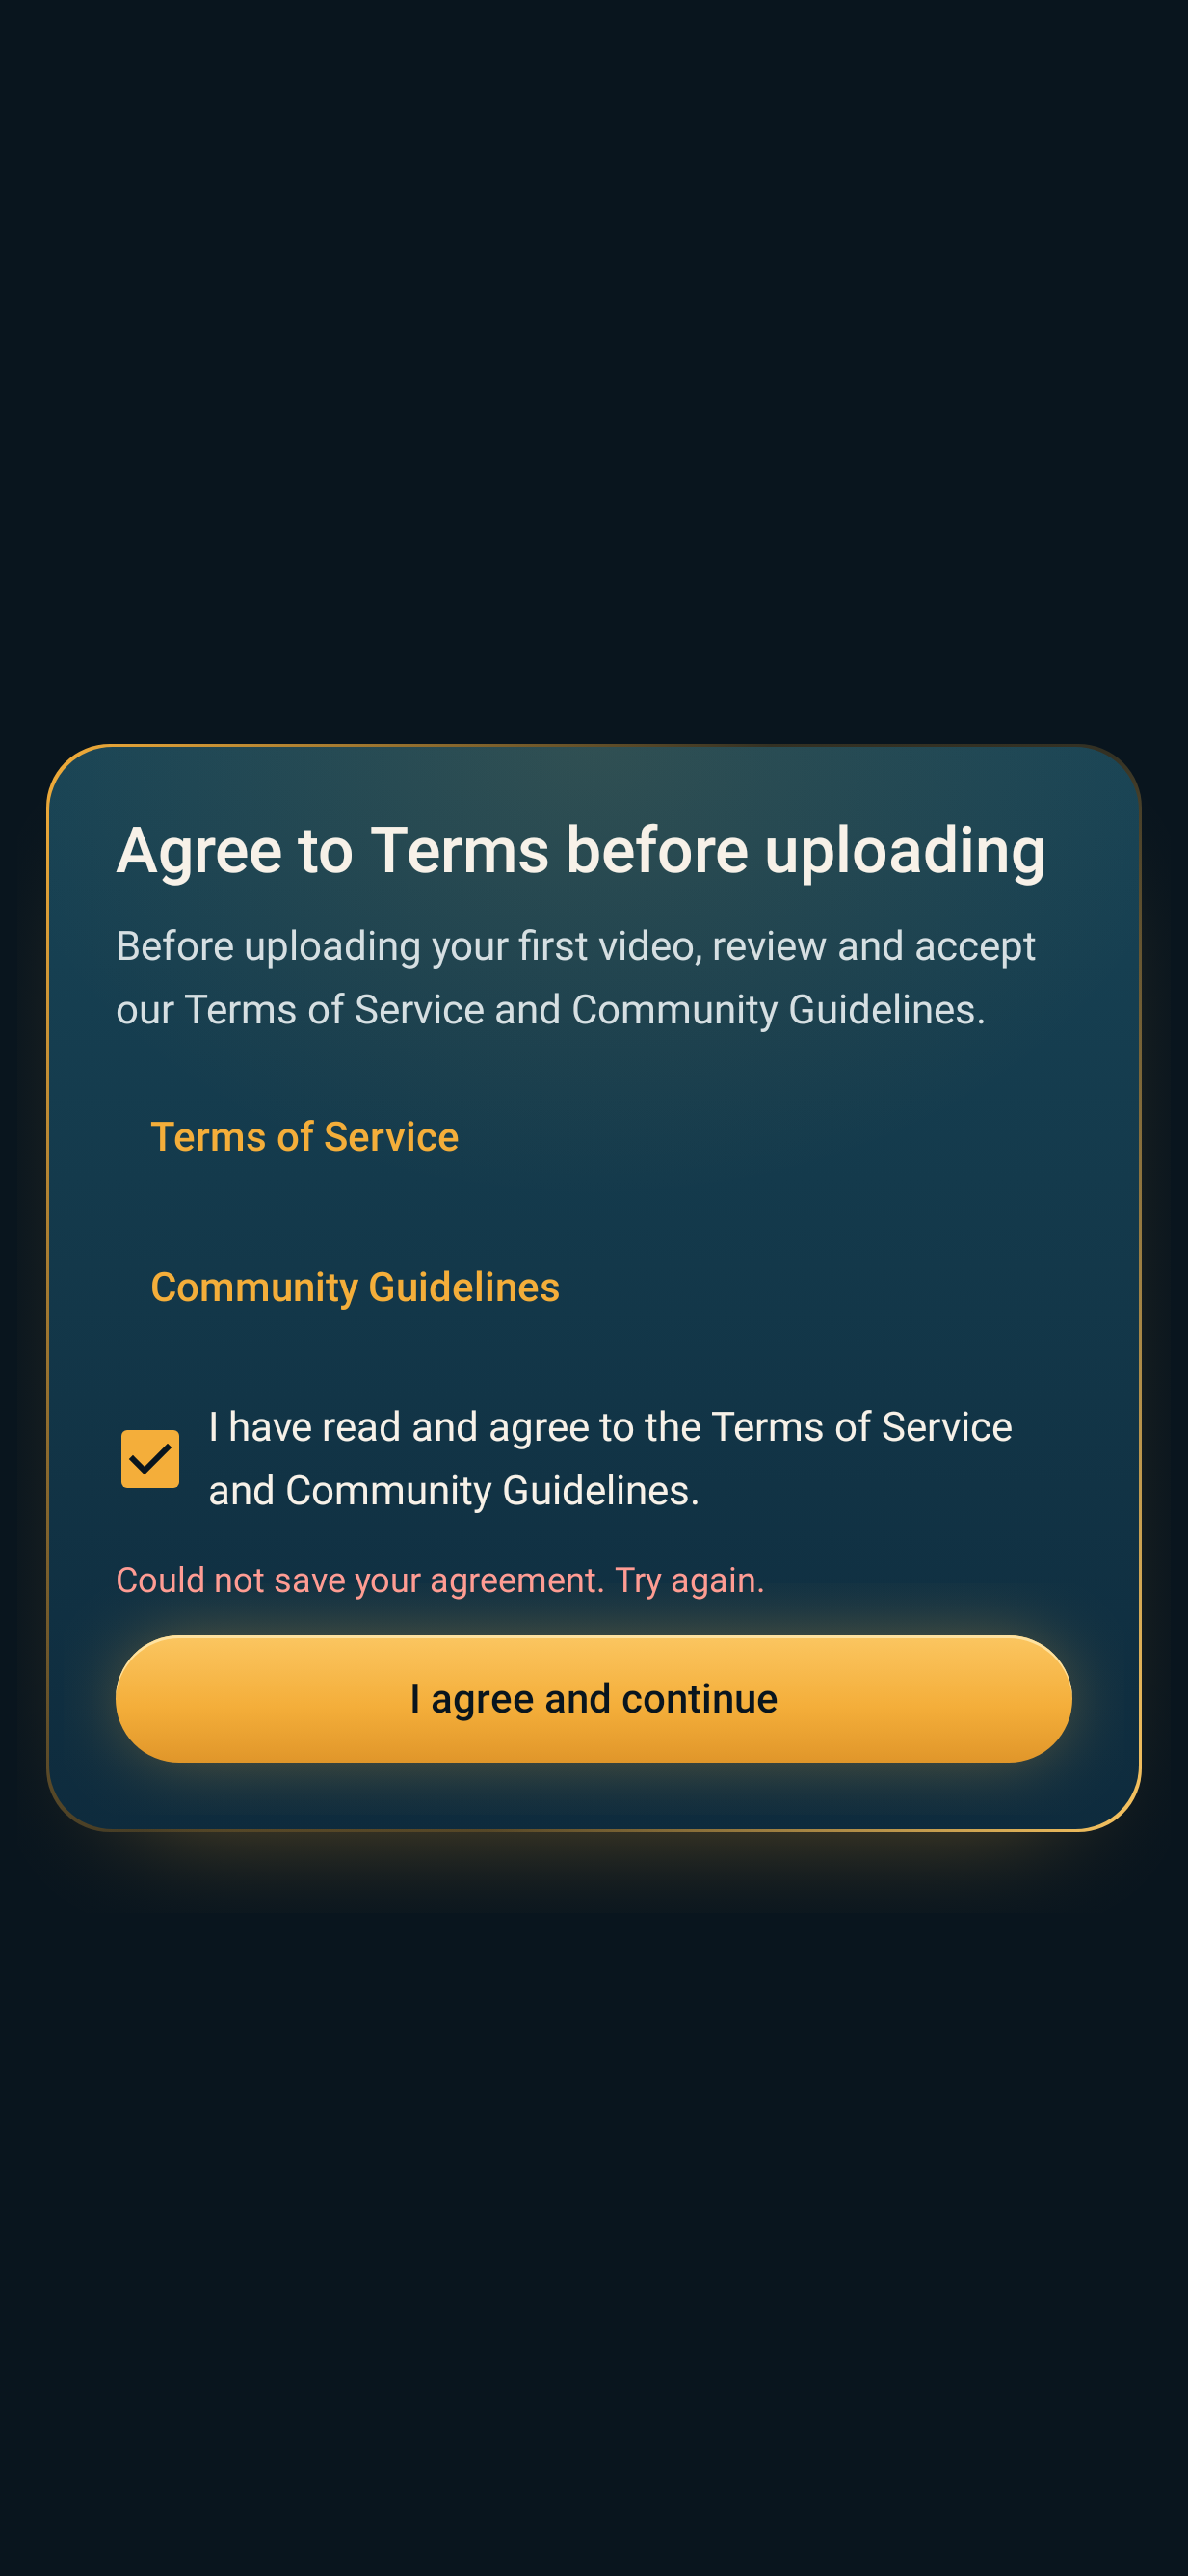 Agree to Terms before uploading
Before uploading your first video, review and accept
our Terms of Service and Community Guidelines.
Terms of Service
Community Guidelines
I have read and agree to the Terms of Service
and Community Guidelines.
Could not save your agreement. Try again.
I agree and continue